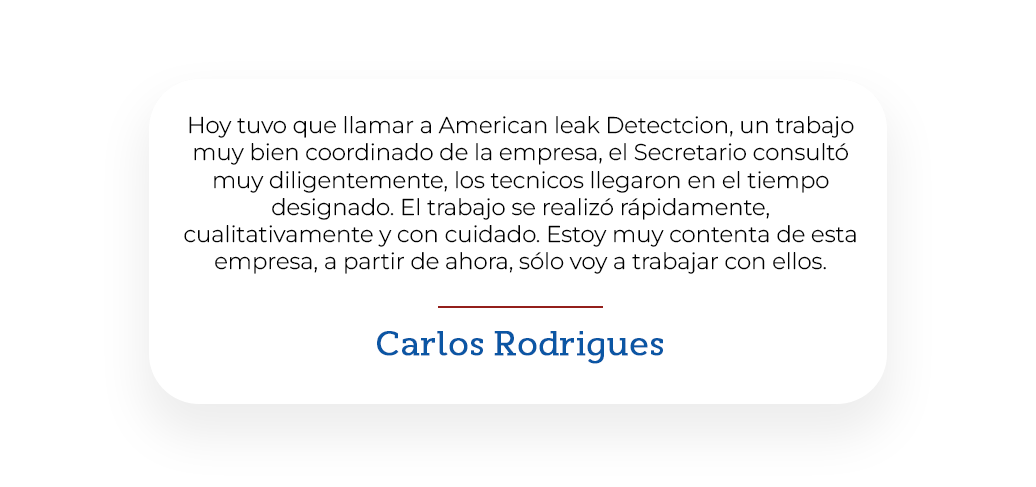 Hoy tuvo que llamar a American leak Detectcion, un trabajo
muy bien coordinado de la empresa, el Secretario consultó
muy diligentemente, los tecnicos llegaron en el tiempo
designado. El trabajo se realizó rápidamente,
cualitativamente y con cuidado. Estoy muy contenta de esta
empresa, a partir de ahora, sólo voy a trabajar con ellos.
Carlos Rodrigues